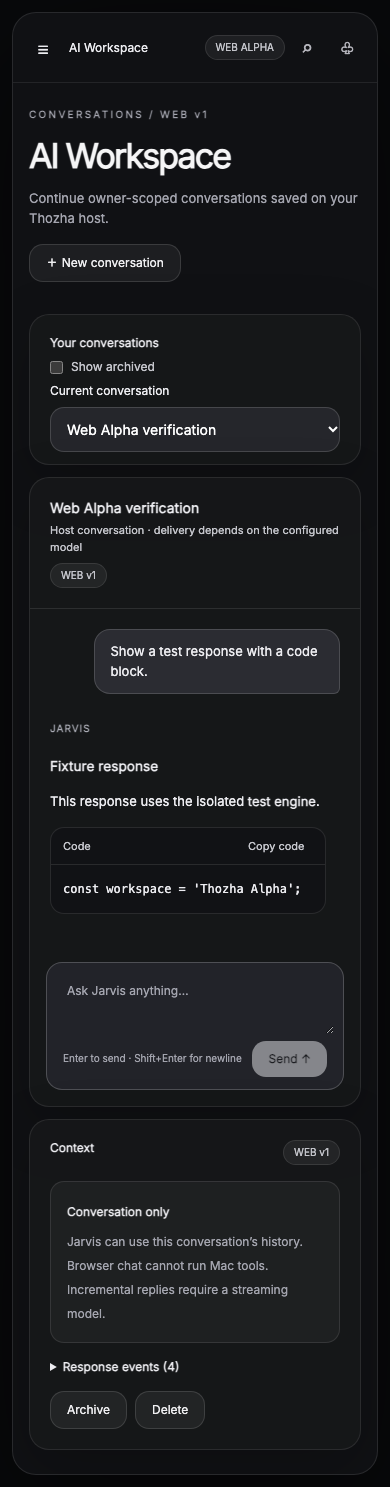 AI Workspace
WEB ALPHA
CONVERSATIONS / WEB v1
AI Workspace
Continue owner-scoped conversations saved on your
Thozha host.
+ New conversation
Your conversations
Show archived
Current conversation
Web Alpha verification
Web Alpha verification
Host conversation · delivery depends on the configured
model
WEB v1
Show a test response with a code
block.
JARVIS
Fixture response
This response uses the isolated test engine.
Code
Copy code
const workspace = 'Thozha Alpha';
Ask Jarvis anything...
Enter to send · Shift+Enter for newline
Send ↑
Context
WEB v1
Conversation only
Jarvis can use this conversation's history.
Browser chat cannot run Mac tools.
Incremental replies require a streaming
model.
Response events (4)
Archive
Delete